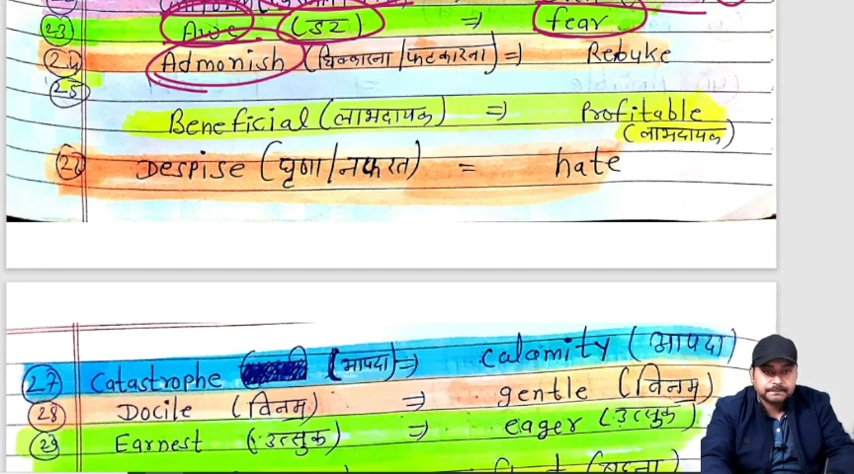 23 Awe (डर) ⇒ fear
24 Admonish (धिक्कारना/फटकारना) ⇒ Rebuke
25
Beneficial (लाभदायक) ⇒ Profitable
(लाभदायक)
26 Despise (घृणा/नफरत) = hate
27 Catastrophe (आपदा) ⇒ calamity (आपदा)
28 Docile (विनम्र) ⇒ gentle (विनम्र)
29 Earnest (उत्सुक) ⇒ eager (उत्सुक)